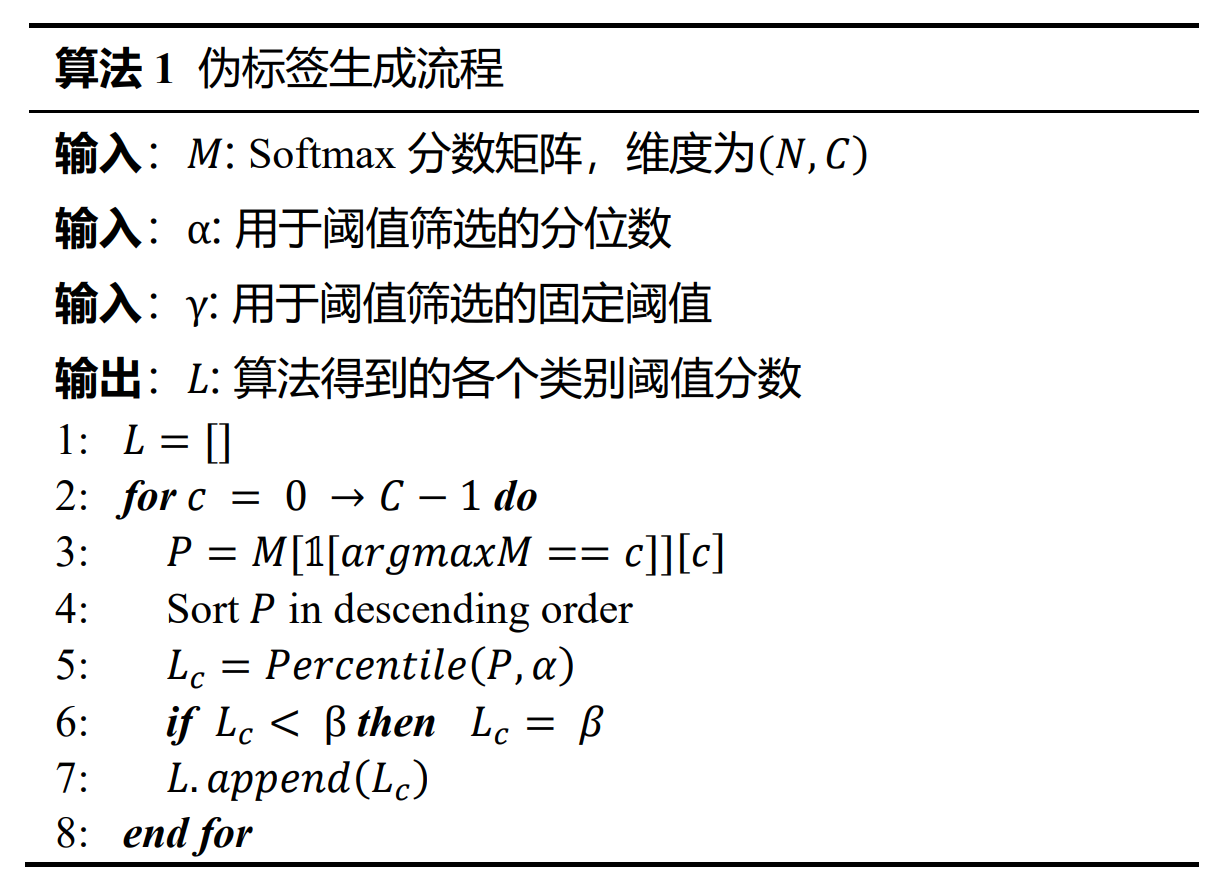 算法 1 伪标签生成流程
输入：M: Softmax 分数矩阵，维度为(N, C)
输入：α: 用于阈值筛选的分位数
输入：γ: 用于阈值筛选的固定阈值
输出：L: 算法得到的各个类别阈值分数
1: L = []
2: for c = 0 → C − 1 do
3: P = M[𝟙[argmaxM == c]][c]
4: Sort P in descending order
5: L_c = Percentile(P, α)
6: if L_c < β then L_c = β
7: L. append(L_c)
8: end for